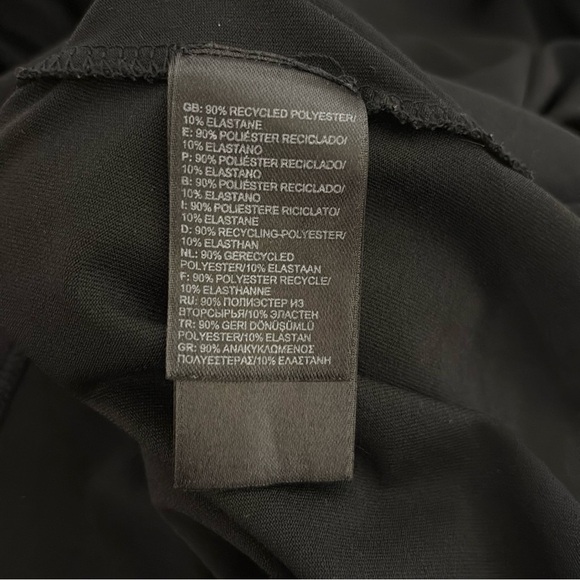 GB: 90% RECYCLED POLYESTER/
10% ELASTANE
E: 90% POLIÉSTER RECICLADO/
10% ELASTANO
P: 90% POLIÉSTER RECICLADO/
10% ELASTANO
B: 90% POLIÉSTER RECICLADO/
10% ELASTANO
I: 90% POLIESTERE RICICLATO/
10% ELASTANE
D: 90% RECYCLING-POLYESTER/
10% ELASTHAN
NL: 90% GERECYCLED
POLYESTER/10% ELASTAAN
F: 90% POLYESTER RECYCLE/
10% ELASTHANNE
RU: 90% ПОЛИЭСТЕР ИЗ
ВТОРСЫРЬЯ/10% ЭЛАСТЕН
TR: 90% GERI DÖNÜŞÜMLÜ
POLYESTER/10% ELASTAN
GR: 90% ΑΝΑΚΥΚΛΩΜΕΝΟΣ
ΠΟΛΥΕΣΤΕΡΑΣ/10% ΕΛΑΣΤΑΝΗ